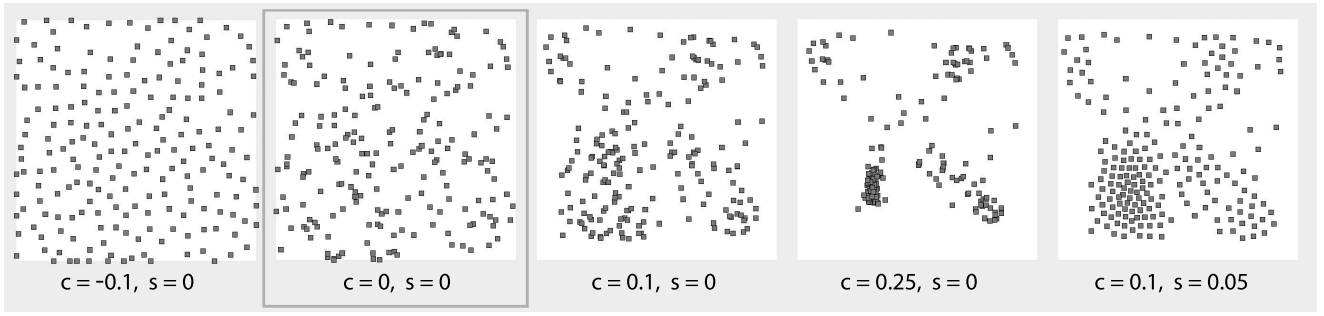 c = -0.1, s = 0
c = 0, s = 0
c = 0.1, s = 0
c = 0.25, s = 0
c = 0.1, s = 0.05